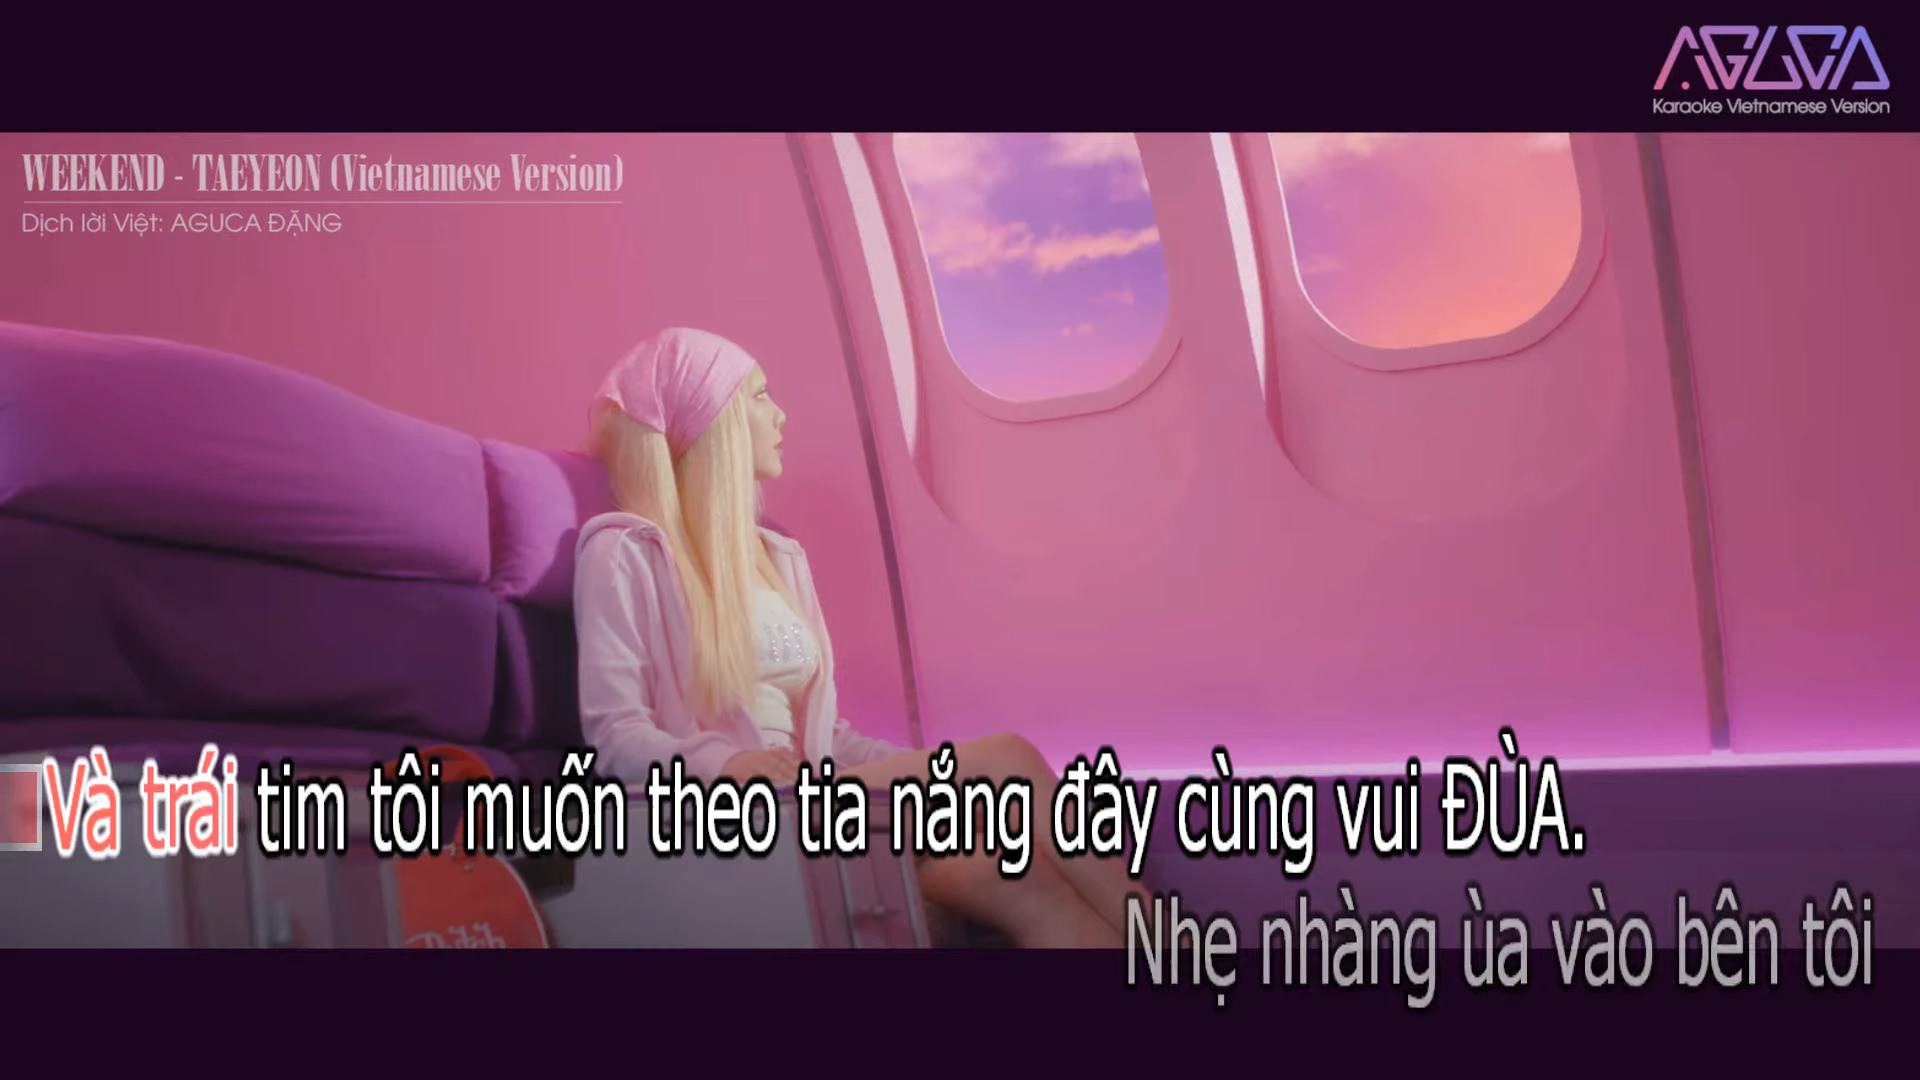 AGUCA
Karaoke Vietnamese Version
WEEKEND - TAEYEON (Vietnamese Version)
Dịch lời Việt: AGUCA ĐẶNG
Và trái tim tôi muốn theo tia nắng đây cùng vui ĐÙA.
Nhẹ nhàng ùa vào bên tôi